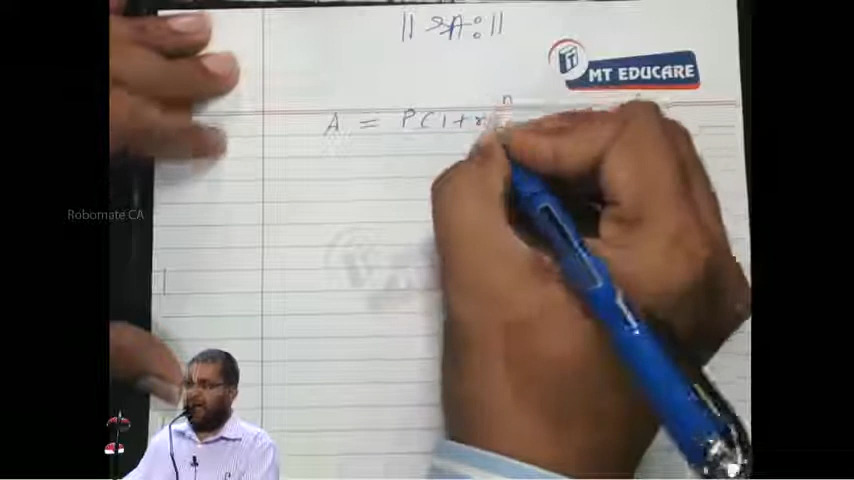 || श्री: ||
MT EDUCARE
A = P(1+r)^n
Robomate CA